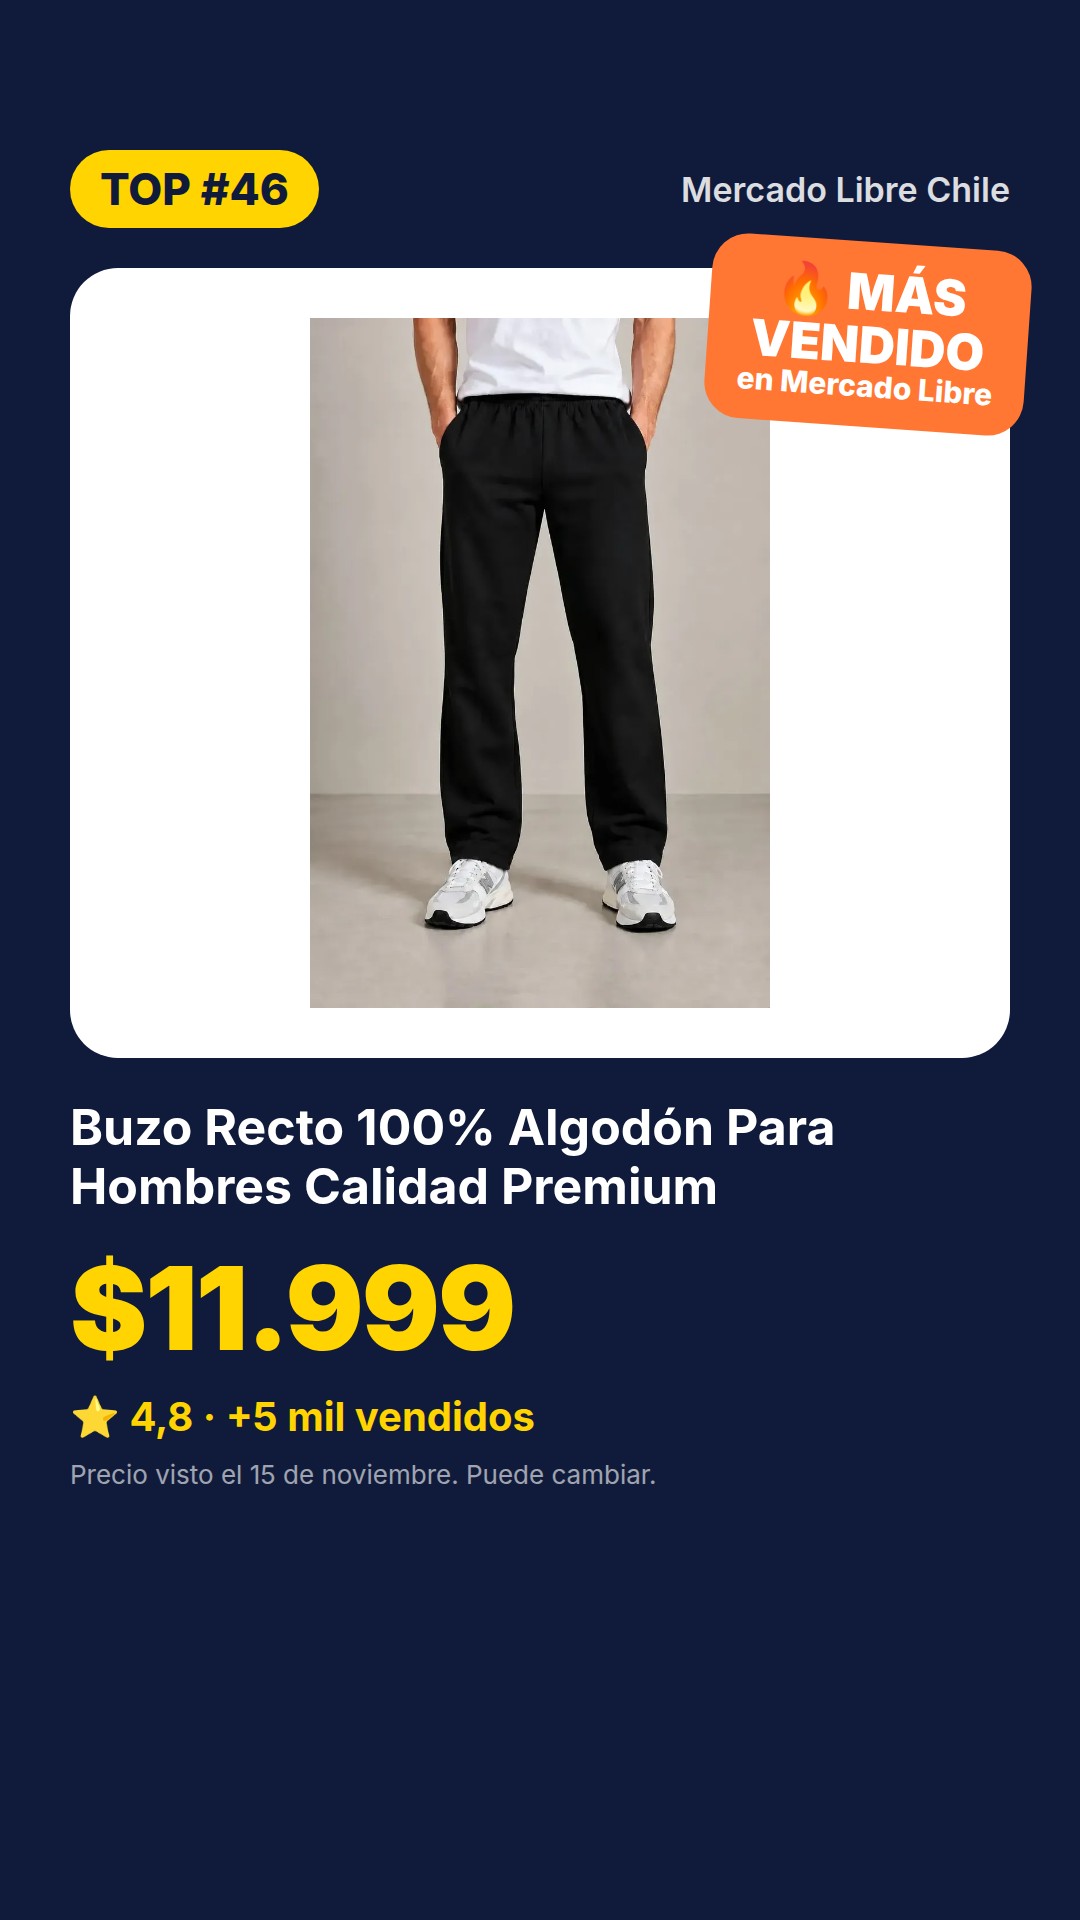 TOP #46
Mercado Libre Chile
🔥 MÁS
VENDIDO
en Mercado Libre
Buzo Recto 100% Algodón Para
Hombres Calidad Premium
$11.999
⭐ 4,8 · +5 mil vendidos
Precio visto el 15 de noviembre. Puede cambiar.